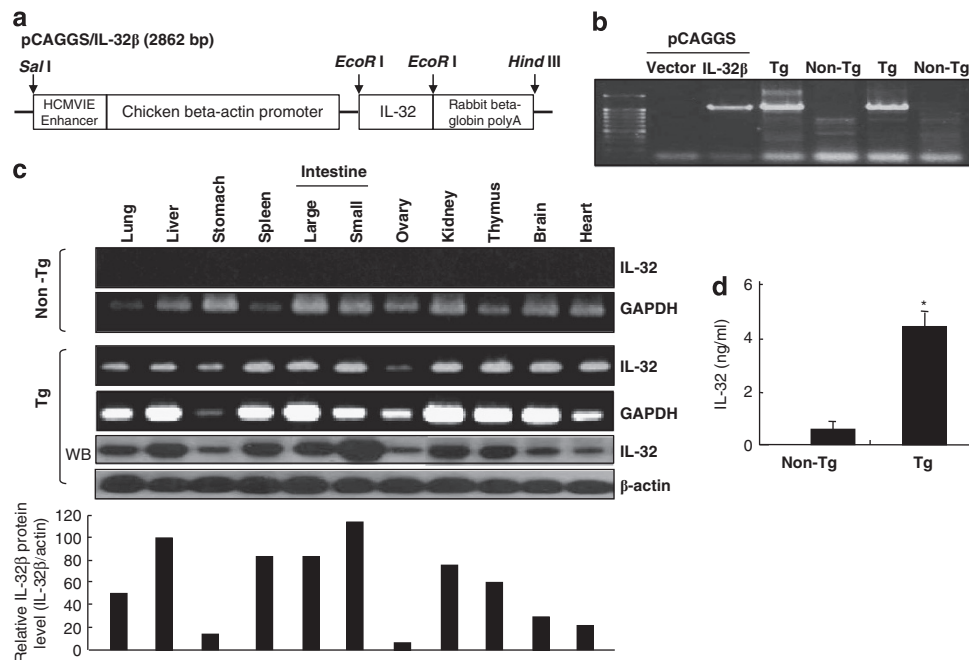 a
pCAGGS/IL-32β (2862 bp)
Sal I
EcoR I
EcoR I
Hind III
HCMVIE
Enhancer
Chicken beta-actin promoter
IL-32
Rabbit beta-
globin polyA
b
pCAGGS
Vector IL-32β Tg Non-Tg Tg Non-Tg
c
Intestine
Lung Liver Stomach Spleen Large Small Ovary Kidney Thymus Brain Heart
Non -Tg
IL-32
GAPDH
Tg
IL-32
GAPDH
WB
IL-32
β-actin
Relative IL-32β protein
level (IL-32β/actin)
120
100
80
60
40
20
0
d
IL-32 (ng/ml)
6
4
2
0
*
Non-Tg
Tg